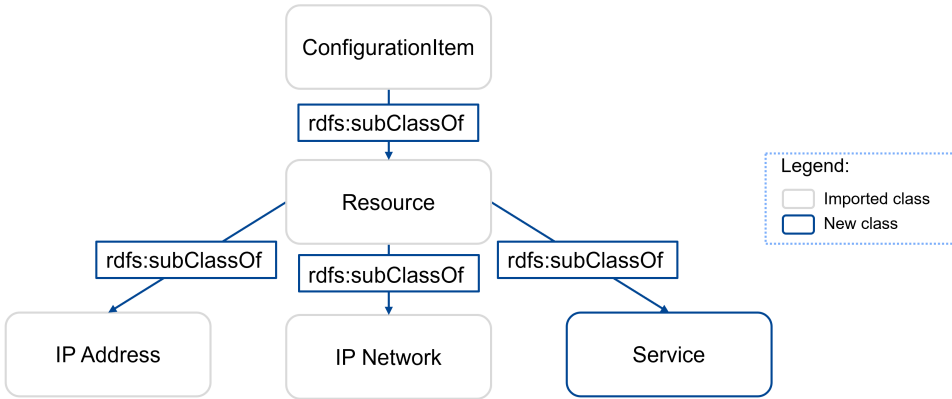 ConfigurationItem
rdfs:subClassOf
Resource
Legend:
Imported class
New class
rdfs:subClassOf
rdfs:subClassOf
rdfs:subClassOf
IP Address
IP Network
Service